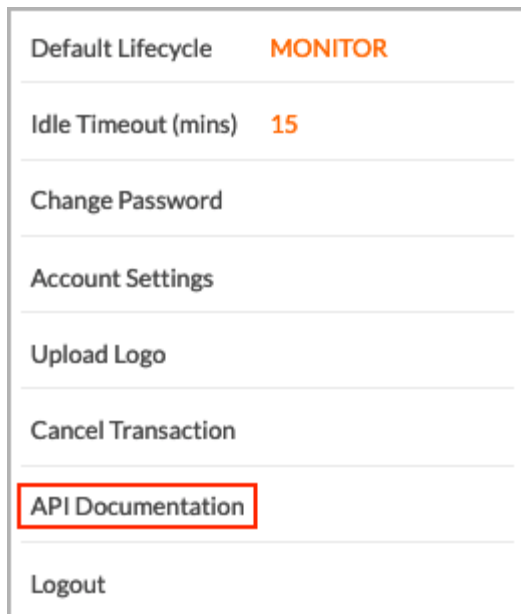 Default Lifecycle MONITOR
Idle Timeout (mins) 15
Change Password
Account Settings
Upload Logo
Cancel Transaction
API Documentation
Logout